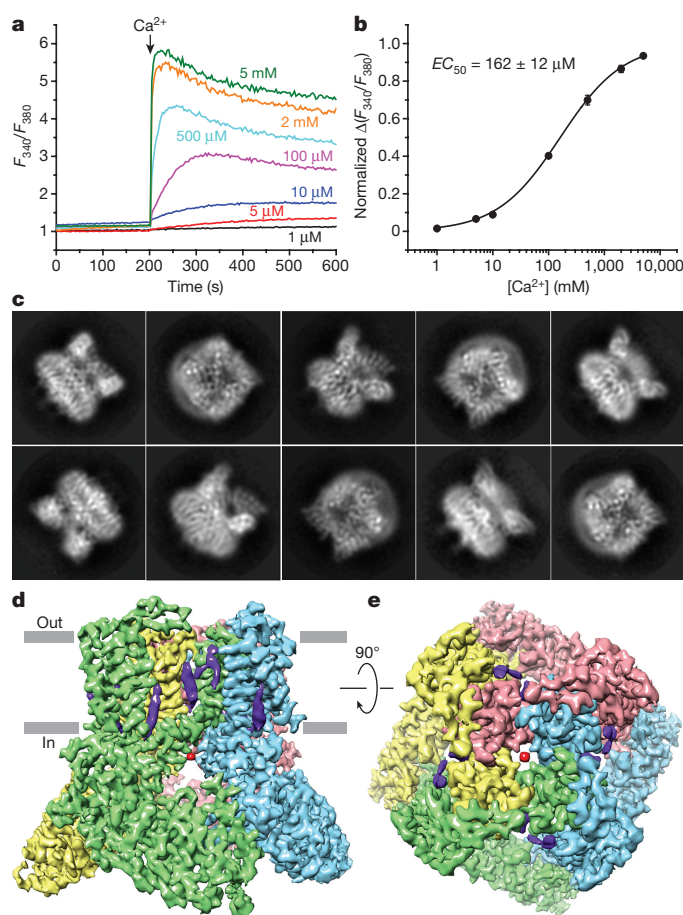 a
Ca²⁺
6
5
4
3
2
1
F₃₄₀/F₃₈₀
5 mM
2 mM
500 μM
100 μM
10 μM
5 μM
1 μM
0 100 200 300 400 500 600
Time (s)
b
EC₅₀ = 162 ± 12 μM
1.0
0.8
0.6
0.4
0.2
0
Normalized Δ(F₃₄₀/F₃₈₀)
1 10 100 1,000 10,000
[Ca²⁺] (mM)
c
d
Out
In
e
90°